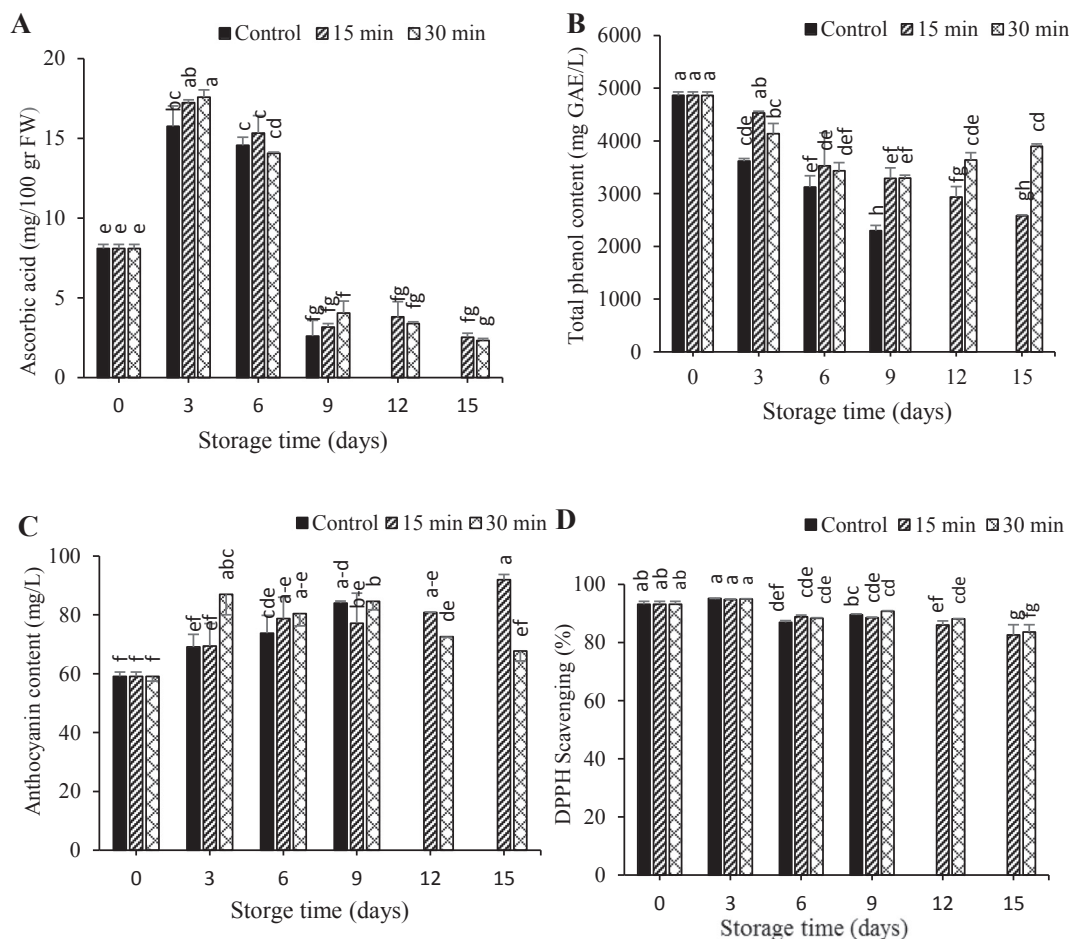 A
Control 15 min 30 min
Ascorbic acid (mg/100 gr FW)
20
15
10
5
0
e e e
bc ab a
c c cd
fg fg f
fg fg
fg g
0 3 6 9 12 15
Storage time (days)
B
Control 15 min 30 min
Total phenol content (mg GAE/L)
6000
5000
4000
3000
2000
1000
0
a a a
cde ab bc
ef de def
h ef ef
fg cde
gh cd
0 3 6 9 12 15
Storage time (days)
C
Control 15 min 30 min
Anthocyanin content (mg/L)
100
80
60
40
20
0
f f f
ef ef abc
cde a-e a-e
a-d b-e b
a-e de
a ef
0 3 6 9 12 15
Storge time (days)
D
Control 15 min 30 min
DPPH Scavenging (%)
100
80
60
40
20
0
ab ab ab
a a a
def cde cde
bc cde cd
ef cde
g fg
0 3 6 9 12 15
Storage time (days)